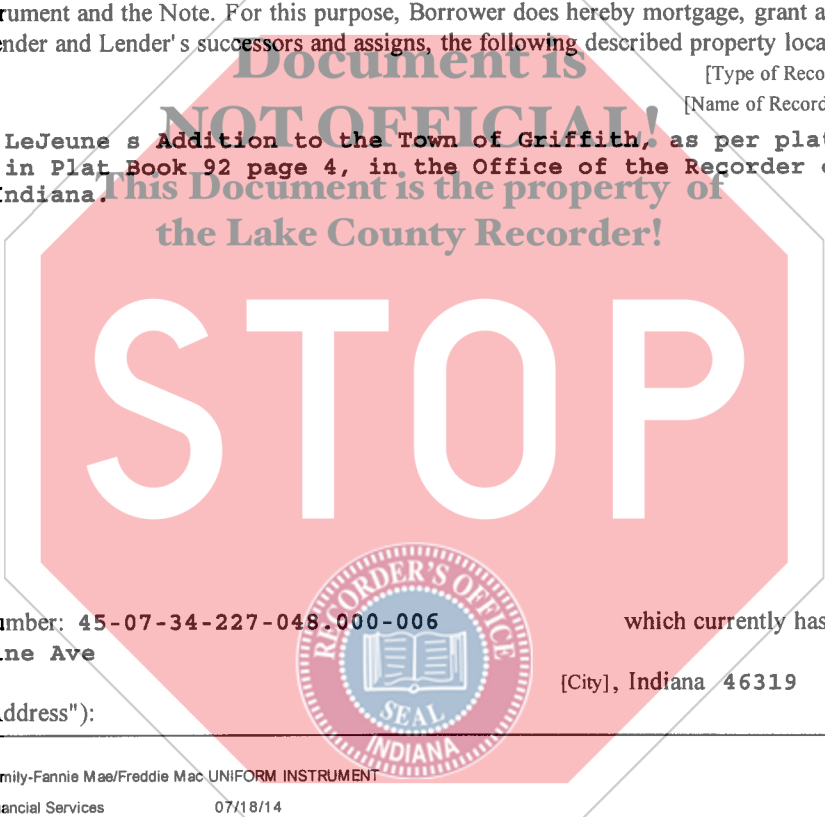 rument and the Note. For this purpose, Borrower does hereby mortgage, grant a
nder and Lender's successors and assigns, the following described property loca
Document is
[Type of Reco
NOT OFFICIAL!
[Name of Record
LeJeune s Addition to the Town of Griffith, as per plat
in Plat Book 92 page 4, in the Office of the Recorder
Indiana.
This Document is the property of
the Lake County Recorder!
STOP
RECORDER'S OFFICE
umber: 45-07-34-227-048.000-006 which currently has
ne Ave
[City], Indiana 46319
SEAL
ddress"):
INDIANA
mily-Fannie Mae/Freddie Mac UNIFORM INSTRUMENT
ancial Services 07/18/14